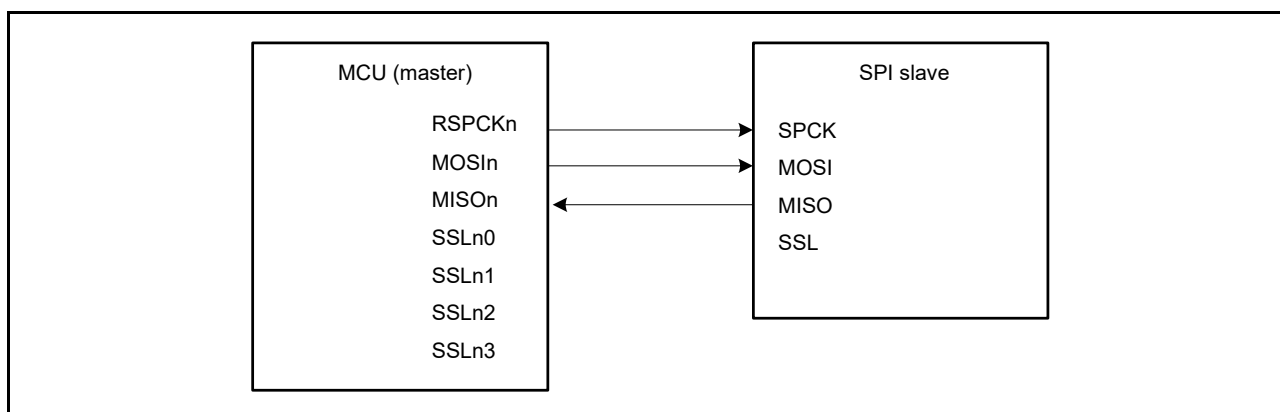 MCU (master)
RSPCKn
MOSIn
MISOn
SSLn0
SSLn1
SSLn2
SSLn3
SPI slave
SPCK
MOSI
MISO
SSL